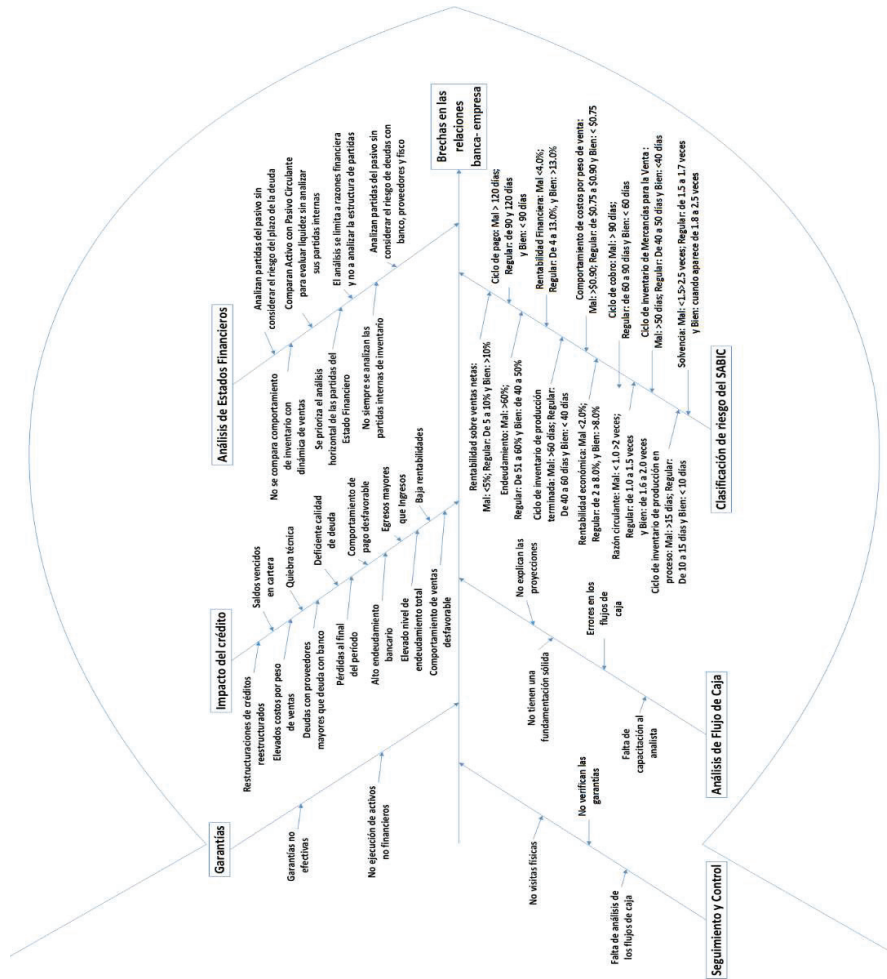 Garantías
Garantías no
efectivas
No ejecución de activos
no financieros
Impacto del crédito
Restructuraciones de créditos
reestructurados
Saldos vencidos
en cartera
Elevados costos por peso
de ventas
Quiebra técnica
Deudas con proveedores
mayores que deuda con banco
Deficiente calidad
de deuda
Pérdidas al final
del período
Comportamiento de
pago desfavorable
Alto endeudamiento
bancario
Egresos mayores
que Ingresos
Elevado nivel de
endeudamiento total
Baja rentabilidades
Comportamiento de ventas
desfavorable
Análisis de Estados Financieros
Analizan partidas del pasivo sin
considerar el riesgo del plazo de la deuda
No se compara comportamiento
de inventario con
dinámica de ventas
Comparan Activo con Pasivo Circulante
para evaluar liquidez sin analizar
sus partidas internas
Se prioriza el análisis
horizontal de las partidas del
Estado Financiero
El análisis se limita a razones financiera
y no a analizar la estructura de partidas
No siempre se analizan las
partidas internas de inventario
Analizan partidas del pasivo sin
considerar el riesgo de deudas con
banco, proveedores y fisco
Brechas en las
relaciones
banca- empresa
No visitas físicas
No verifican las
garantías
Falta de análisis de
los flujos de caja
Seguimiento y Control
No explican las
proyecciones
No tienen una
fundamentación sólida
Errores en los
flujos de
caja
Falta de
capacitación al
analista
Análisis de Flujo de Caja
Rentabilidad sobre ventas netas:
Mal: <5%; Regular: De 5 a 10% y Bien: >10%
Ciclo de pago: Mal > 120 días;
Regular: de 90 y 120 días
y Bien: < 90 días
Endeudamiento: Mal: >60%;
Regular: De 51 a 60% y Bien: de 40 a 50%
Rentabilidad Financiera: Mal <4.0%;
Regular: De 4 a 13.0%, y Bien: >13.0%
Ciclo de inventario de producción
terminada: Mal: >60 días; Regular:
De 40 a 60 días y Bien: < 40 días
Comportamiento de costos por peso de venta:
Mal: >$0.90; Regular: de $0.75 a $0.90 y Bien: < $0.75
Rentabilidad económica: Mal <2.0%;
Regular: de 2 a 8.0%, y Bien: >8.0%
Ciclo de cobro: Mal: > 90 días;
Regular: de 60 a 90 días y Bien: < 60 días
Razón circulante: Mal: < 1.0 >2 veces;
Regular: de 1.0 a 1.5 veces
y Bien: de 1.6 a 2.0 veces
Ciclo de inventario de Mercancías para la Venta :
Mal: >50 días; Regular: De 40 a 50 días y Bien: <40 días
Ciclo de inventario de producción en
proceso: Mal: >15 días; Regular:
De 10 a 15 días y Bien: < 10 días
Solvencia: Mal: <1.5>2.5 veces; Regular: de 1.5 a 1.7 veces
y Bien: cuando aparece de 1.8 a 2.5 veces
Clasificación de riesgo del SABIC